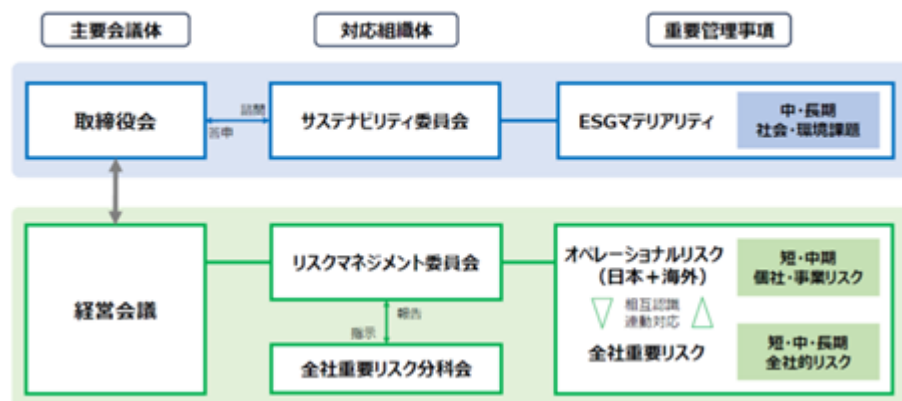 主要会議体
対応組織体
重要管理事項
取締役会
諮問
答申
サステナビリティ委員会
ESGマテリアリティ
中・長期
社会・環境課題
経営会議
リスクマネジメント委員会
報告
指示
全社重要リスク分科会
オペレーショナルリスク
(日本+海外)
短・中期
個社・事業リスク
相互認識
連動対応
全社重要リスク
短・中・長期
全社的リスク